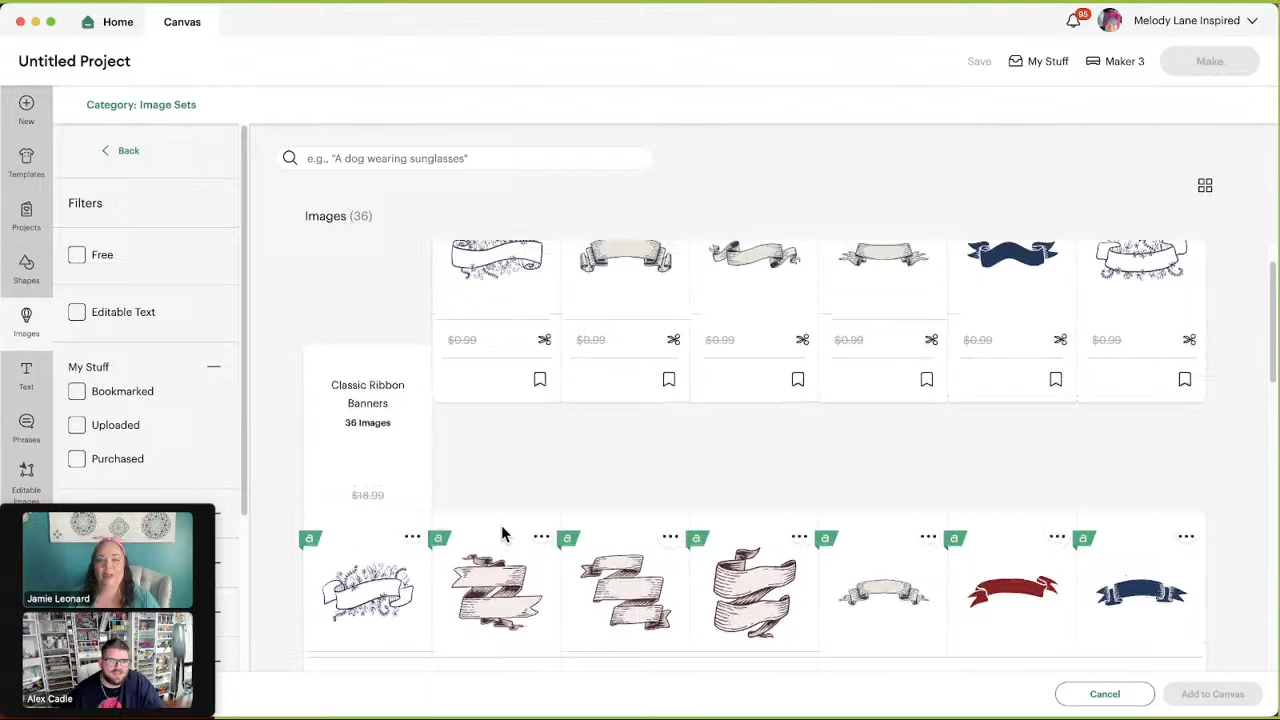 Home
Canvas
95
Melody Lane Inspired
Untitled Project
Save
My Stuff
Maker 3
Make
New
Templates
Projects
Shapes
Images
Text
Phrases
Editable
Images
Category: Image Sets
Back
Filters
Free
Editable Text
My Stuff
Bookmarked
Uploaded
Purchased
e.g., "A dog wearing sunglasses"
Images (36)
$0.99
$0.99
$0.99
$0.99
$0.99
$0.99
Classic Ribbon
Banners
36 Images
$18.99
a
a
a
a
a
a
a
Jamie Leonard
Alex Cadle
Cancel
Add to Canvas